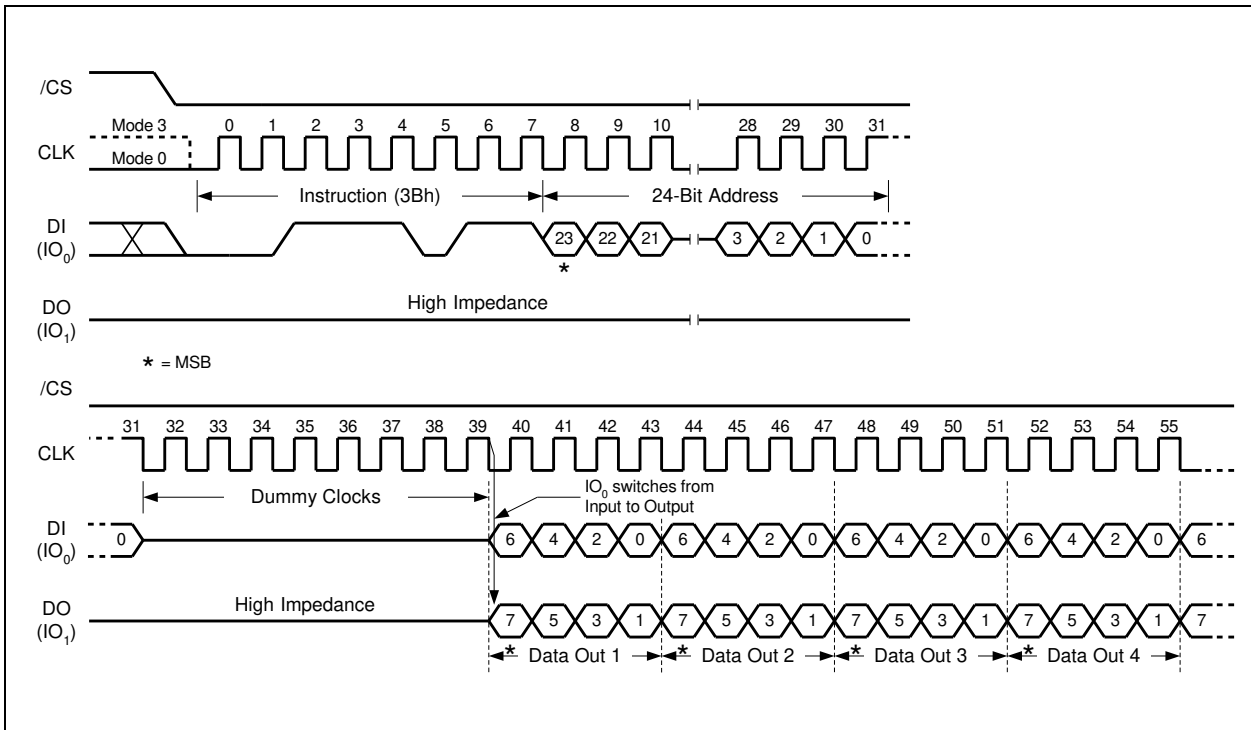 /CS
Mode 3 0 1 2 3 4 5 6 7 8 9 10 28 29 30 31
CLK
Mode 0
Instruction (3Bh) 24-Bit Address
DI
(IO0) 23 22 21 3 2 1 0
*
DO High Impedance
(IO1)
* = MSB
/CS
31 32 33 34 35 36 37 38 39 40 41 42 43 44 45 46 47 48 49 50 51 52 53 54 55
CLK
Dummy Clocks IO0 switches from
Input to Output
DI
(IO0) 0 6 4 2 0 6 4 2 0 6 4 2 0 6 4 2 0 6
DO High Impedance
(IO1) 7 5 3 1 7 5 3 1 7 5 3 1 7 5 3 1 7
* Data Out 1 * Data Out 2 * Data Out 3 * Data Out 4